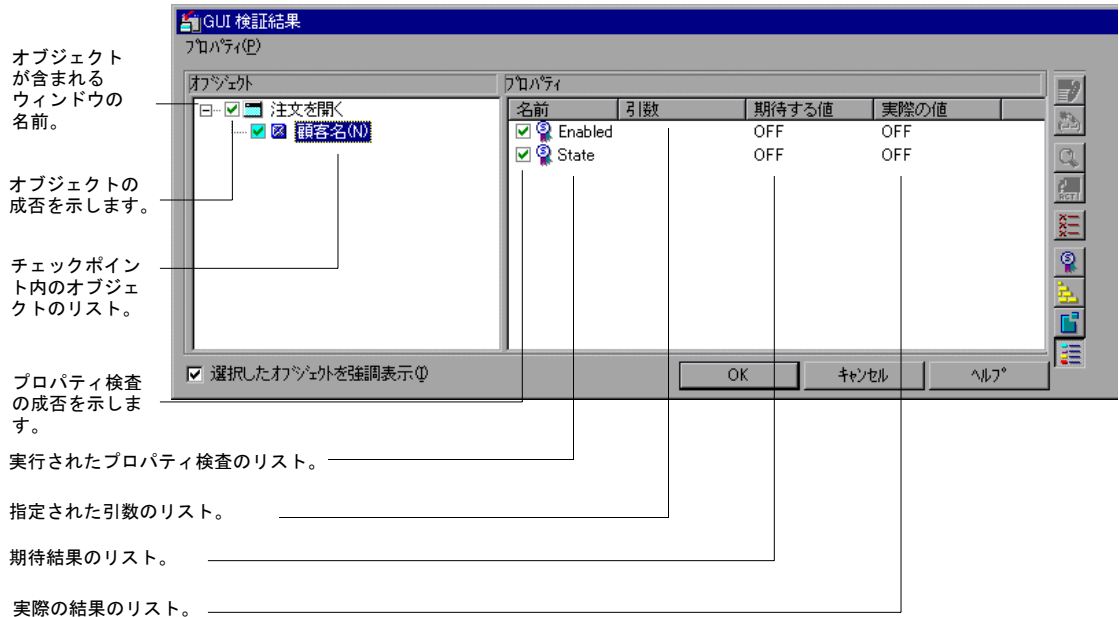 GUI 検証結果
プロパティ(P)
オブジェクト
が含まれる
ウィンドウの
名前。
オブジェクトの
成否を示します。
チェックポイン
ト内のオブジェ
クトのリスト。
プロパティ検査
の成否を示しま
す。
オブジェクト
注文を開く
顧客名(N)
プロパティ
名前 引数 期待する値 実際の値
Enabled OFF OFF
State OFF OFF
選択したオブジェクトを強調表示(I)
OK キャンセル ヘルプ
実行されたプロパティ検査のリスト。
指定された引数のリスト。
期待結果のリスト。
実際の結果のリスト。